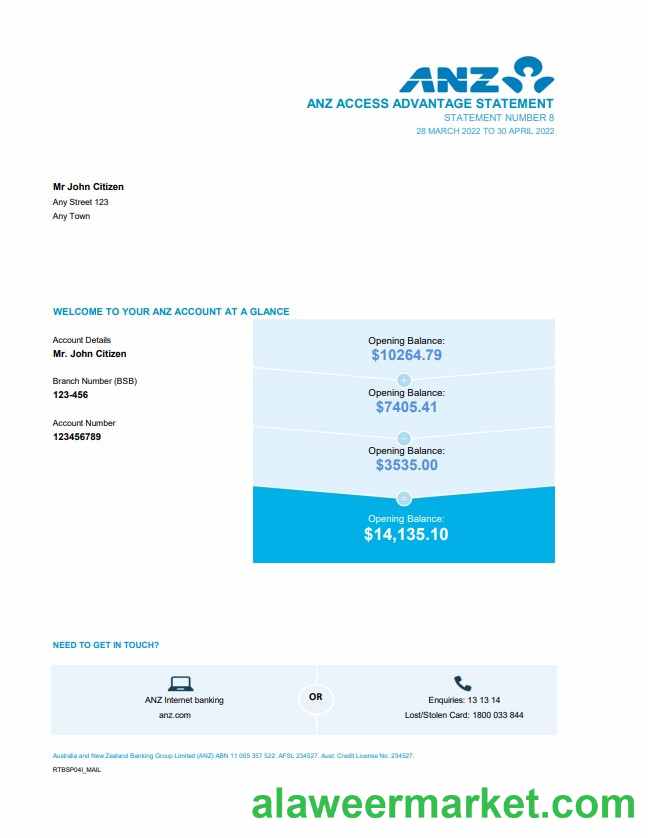 ANZ
ANZ ACCESS ADVANTAGE STATEMENT
STATEMENT NUMBER 8
28 MARCH 2022 TO 30 APRIL 2022
Mr John Citizen
Any Street 123
Any Town
WELCOME TO YOUR ANZ ACCOUNT AT A GLANCE
Account Details
Mr. John Citizen
Branch Number (BSB)
123-456
Account Number
123456789
Opening Balance:
$10264.79
Opening Balance:
$7405.41
Opening Balance:
$3535.00
Opening Balance:
$14,135.10
NEED TO GET IN TOUCH?
ANZ Internet banking
anz.com
OR
Enquiries: 13 13 14
Lost/Stolen Card: 1800 033 844
Australia and New Zealand Banking Group Limited (ANZ) ABN 11 005 357 522. AFSL 234527. Aust. Credit License No. 234527.
RTBSP04I_MAIL
alaweermarket.com